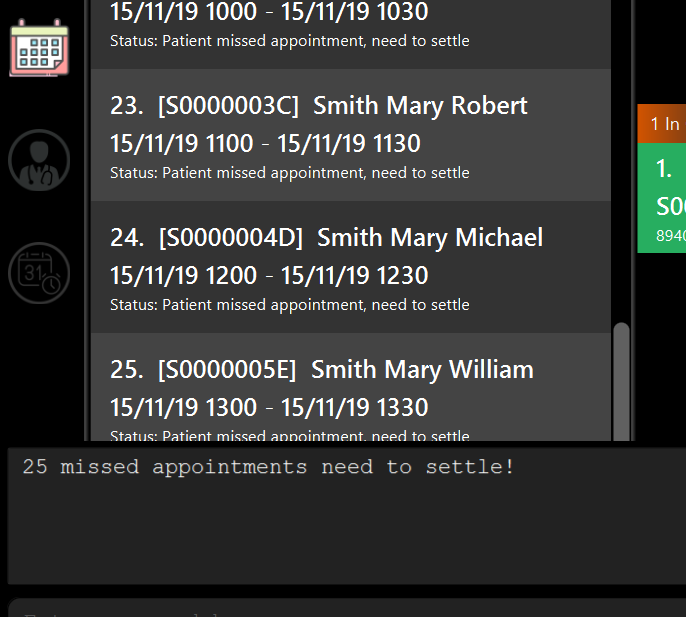 15/11/19 1000 - 15/11/19 1030
Status: Patient missed appointment, need to settle
23. [S0000003C] Smith Mary Robert
15/11/19 1100 - 15/11/19 1130
Status: Patient missed appointment, need to settle
24. [S0000004D] Smith Mary Michael
15/11/19 1200 - 15/11/19 1230
Status: Patient missed appointment, need to settle
25. [S0000005E] Smith Mary William
15/11/19 1300 - 15/11/19 1330
Status: Patient missed appointment, need to settle
1 In
1.
S00
8940
31
25 missed appointments need to settle!